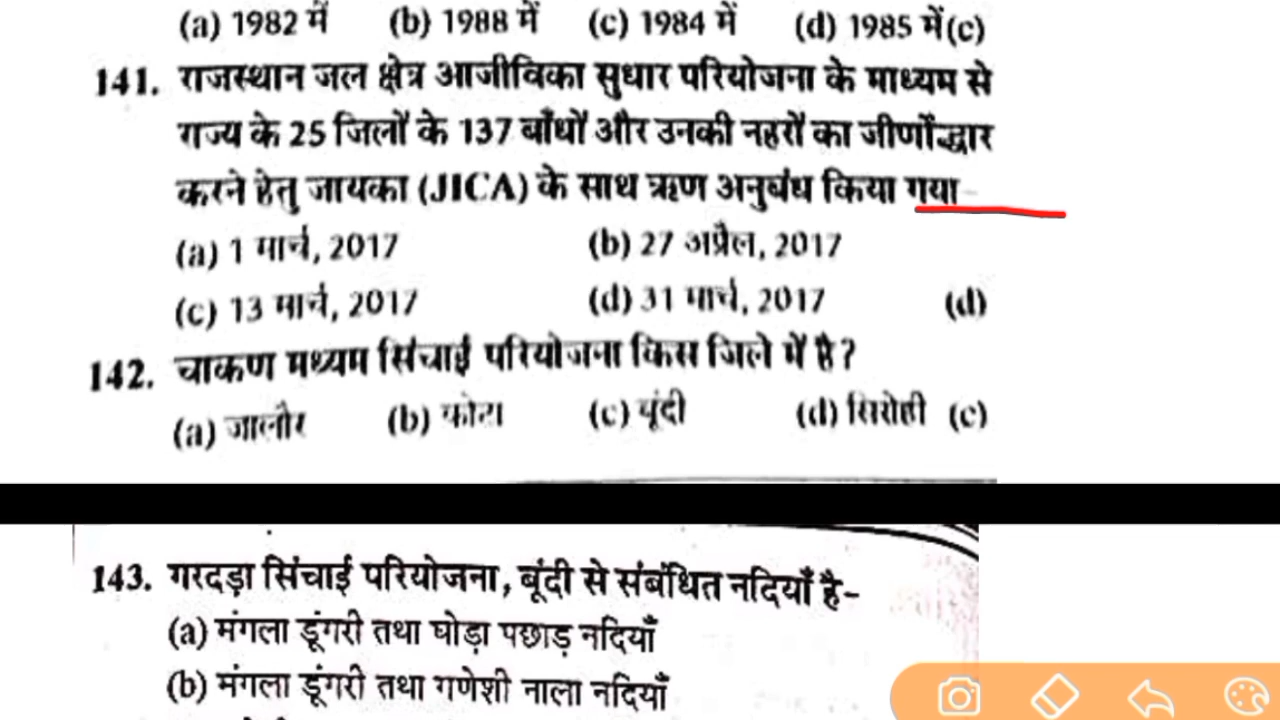 (a) 1982 में (b) 1988 में (c) 1984 में (d) 1985 में (c)
141. राजस्थान जल क्षेत्र आजीविका सुधार परियोजना के माध्यम से
राज्य के 25 जिलों के 137 बाँधों और उनकी नहरों का जीर्णोद्धार
करने हेतु जायका (JICA) के साथ ऋण अनुबंध किया गया
(a) 1 मार्च, 2017 (b) 27 अप्रैल, 2017
(c) 13 मार्च, 2017 (d) 31 मार्च, 2017 (d)
142. चाकण मध्यम सिंचाई परियोजना किस जिले में है?
(a) जालौर (b) कोटा (c) बूंदी (d) सिरोही (c)
143. गरदड़ा सिंचाई परियोजना, बूंदी से संबंधित नदियाँ है-
(a) मंगला डूंगरी तथा घोड़ा पछाड़ नदियाँ
(b) मंगला डूंगरी तथा गणेशी नाला नदियाँ